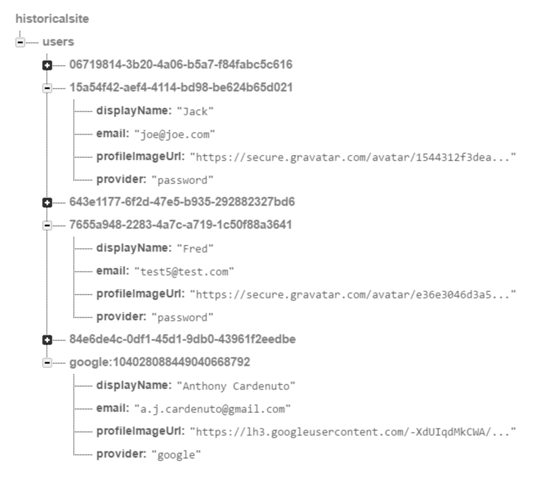 historicalsite
users
06719814-3b20-4a06-b5a7-f84fabc5c616
15a54f42-aef4-4114-bd98-be624b65d021
displayName: "Jack"
email: "joe@joe.com"
profileImageUrl: "https://secure.gravatar.com/avatar/1544312f3dea..."
provider: "password"
643e1177-6f2d-47e5-b935-292882327bd6
7655a948-2283-4a7c-a719-1c50f88a3641
displayName: "Fred"
email: "test5@test.com"
profileImageUrl: "https://secure.gravatar.com/avatar/e36e3046d3a5..."
provider: "password"
84e6de4c-0df1-45d1-9db0-43961f2eedbe
google:104028088449040668792
displayName: "Anthony Cardenuto"
email: "a.j.cardenuto@gmail.com"
profileImageUrl: "https://lh3.googleusercontent.com/-XdUIqdMkCWA/..."
provider: "google"